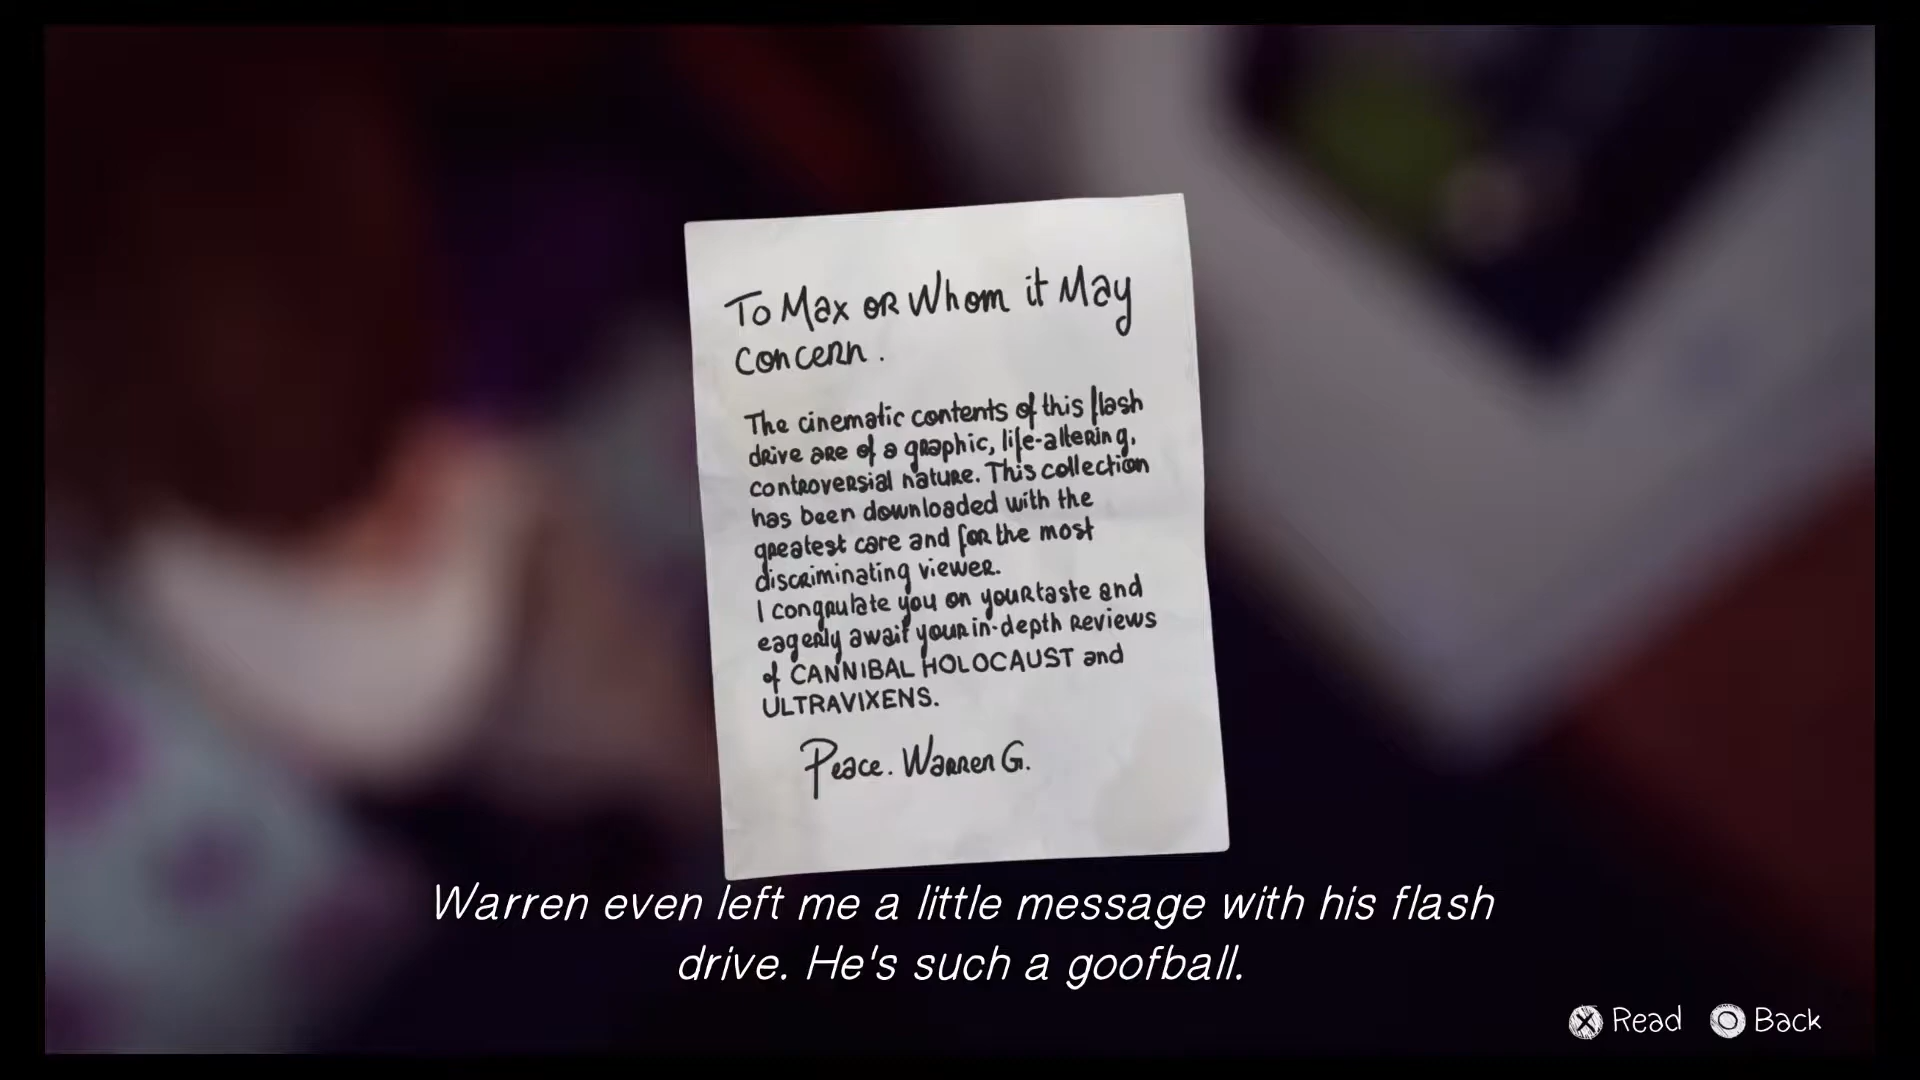 To Max or Whom it May
Concern.
The cinematic contents of this flash
drive are of a graphic, life-altering,
controversial nature. This collection
has been downloaded with the
greatest care and for the most
discriminating viewer.
I congrulate you on your taste and
eagerly await your in-depth reviews
of CANNIBAL HOLOCAUST and
ULTRAVIXENS.
Peace. Warren G.
Warren even left me a little message with his flash
drive. He's such a goofball.
Read Back